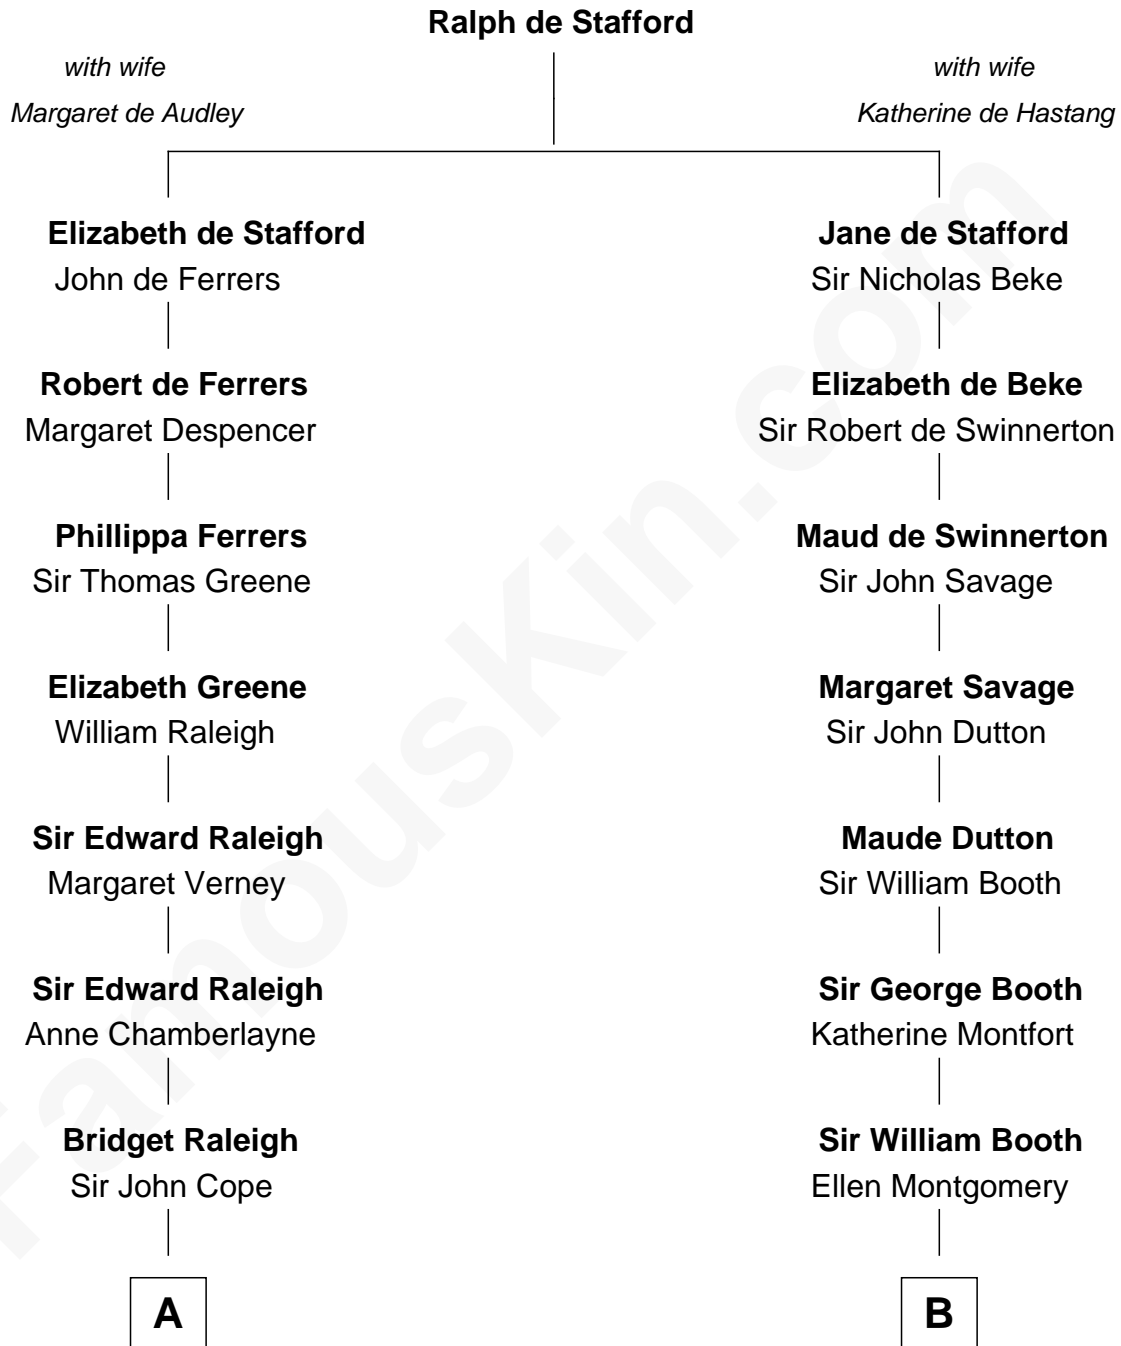 Ralph de Stafford
with wife
Margaret de Audley
with wife
Katherine de Hastang
Elizabeth de Stafford
John de Ferrers
Jane de Stafford
Sir Nicholas Beke
Robert de Ferrers
Margaret Despencer
Elizabeth de Beke
Sir Robert de Swinnerton
Phillippa Ferrers
Sir Thomas Greene
Maud de Swinnerton
Sir John Savage
Elizabeth Greene
William Raleigh
Margaret Savage
Sir John Dutton
Sir Edward Raleigh
Margaret Verney
Maude Dutton
Sir William Booth
Sir Edward Raleigh
Anne Chamberlayne
Sir George Booth
Katherine Montfort
Bridget Raleigh
Sir John Cope
Sir William Booth
Ellen Montgomery
A
B
FamousKin.com